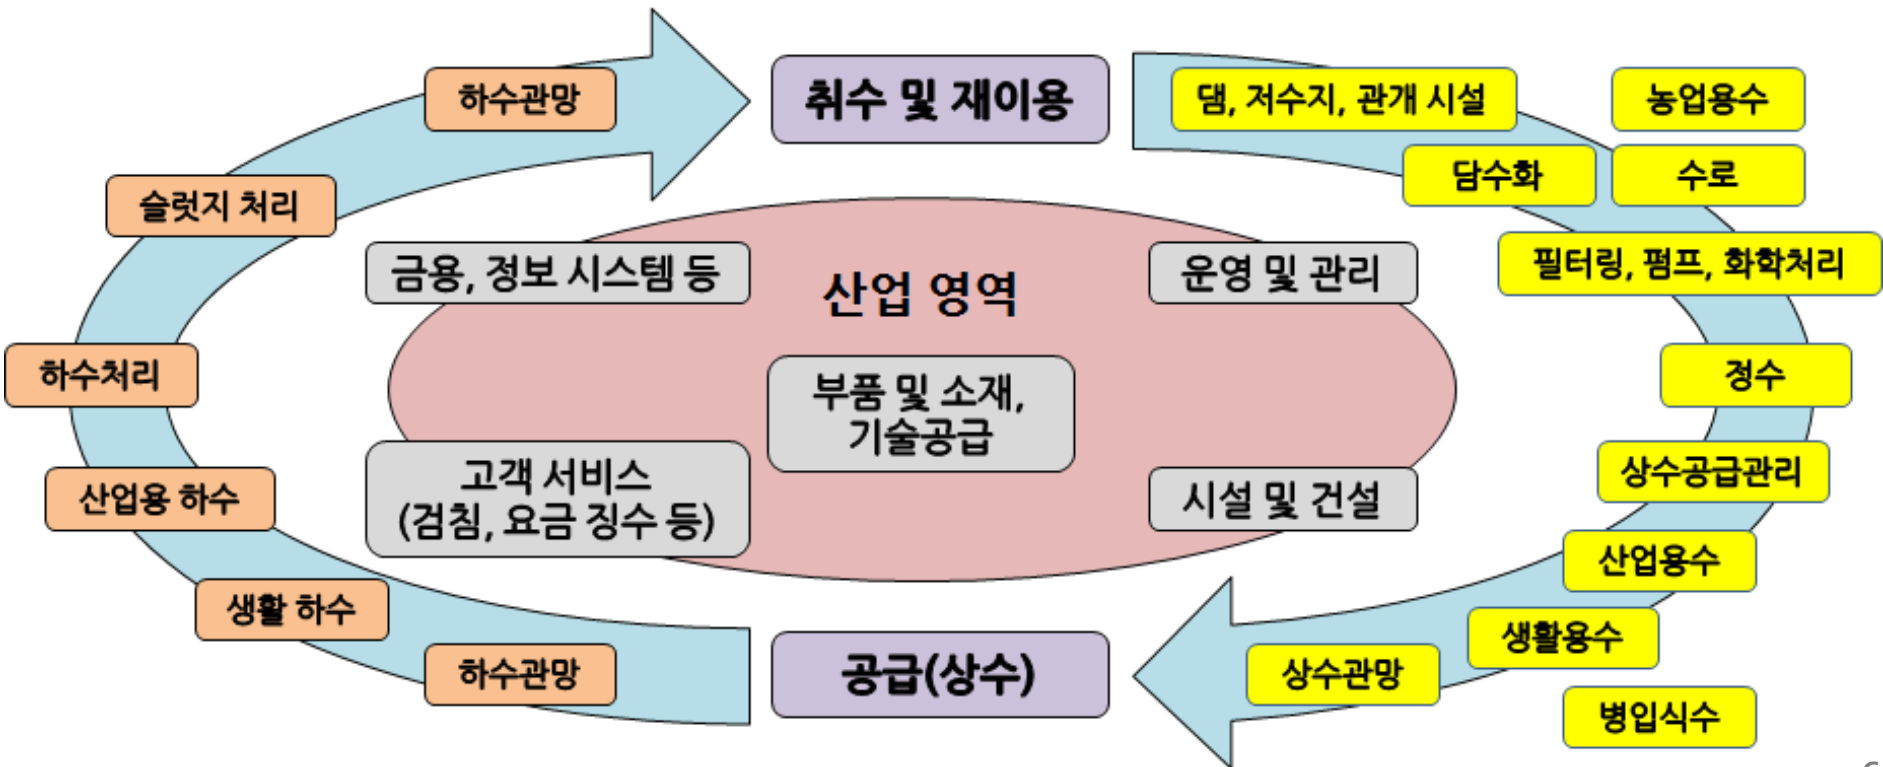 하수관망
취수 및 재이용
댐, 저수지, 관개 시설
농업용수
담수화
수로
슬럿지 처리
금용, 정보 시스템 등
산업 영역
운영 및 관리
필터링, 펌프, 화학처리
하수처리
부품 및 소재,
기술공급
정수
고객 서비스
(검침, 요금 징수 등)
상수공급관리
산업용 하수
시설 및 건설
산업용수
생활 하수
생활용수
하수관망
공급(상수)
상수관망
병입식수